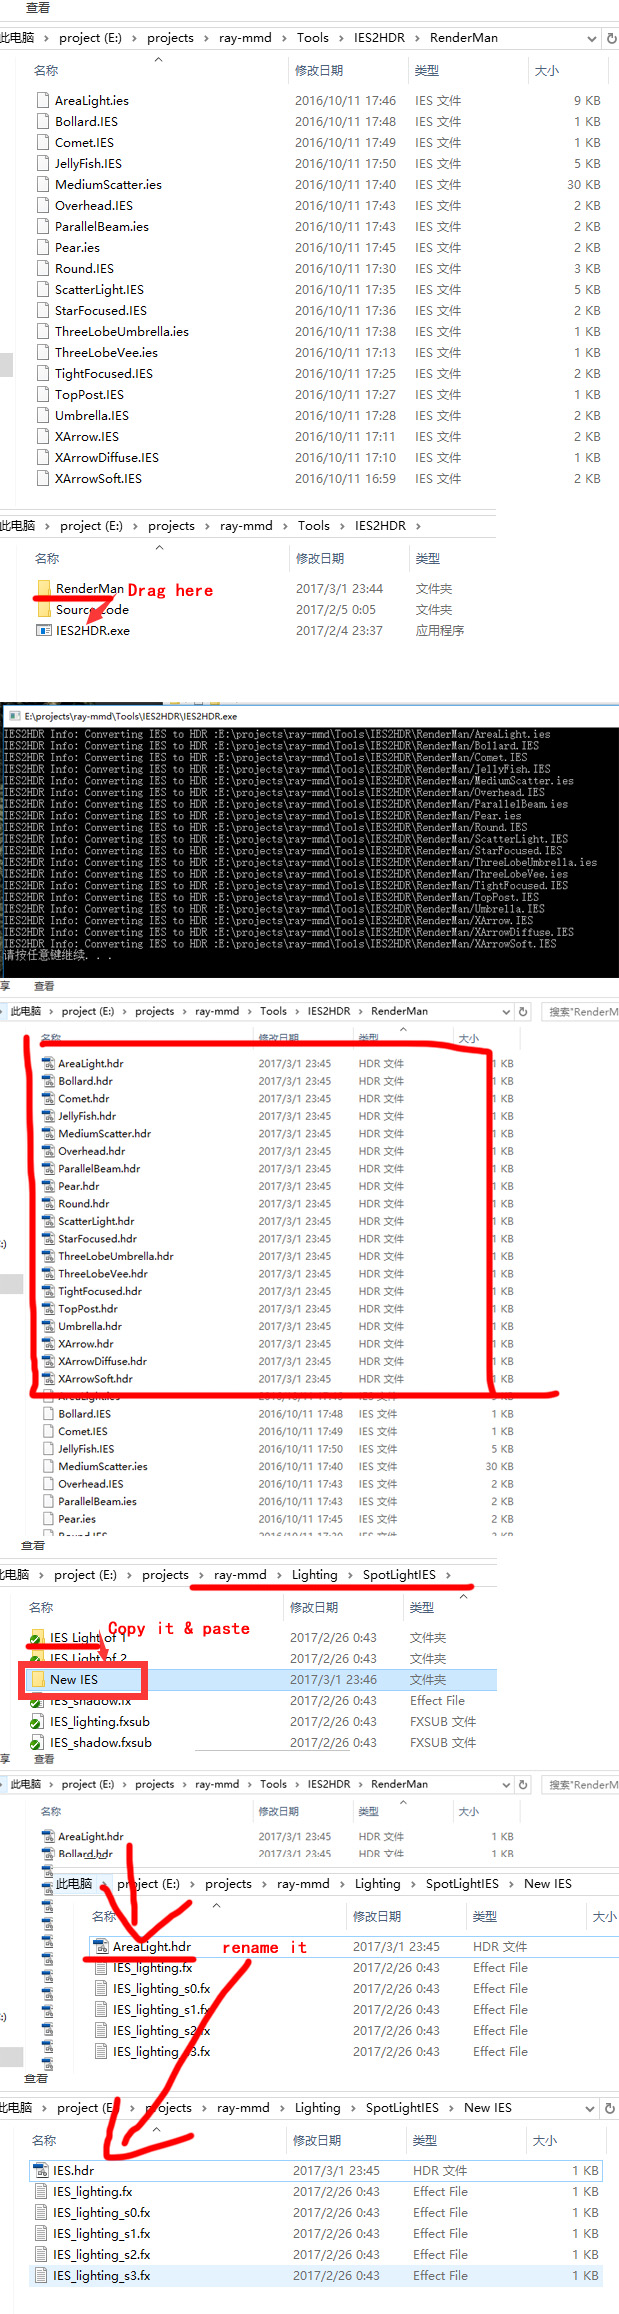 查看
此电脑 > project (E:) > projects > ray-mmd > Tools > IES2HDR > RenderMan
名称 修改日期 类型 大小
AreaLight.ies 2016/10/11 17:46 IES 文件 9 KB
Bollard.IES 2016/10/11 17:48 IES 文件 1 KB
Comet.IES 2016/10/11 17:49 IES 文件 1 KB
JellyFish.IES 2016/10/11 17:50 IES 文件 5 KB
MediumScatter.ies 2016/10/11 17:40 IES 文件 30 KB
Overhead.IES 2016/10/11 17:43 IES 文件 2 KB
ParallelBeam.ies 2016/10/11 17:43 IES 文件 2 KB
Pear.ies 2016/10/11 17:45 IES 文件 2 KB
Round.IES 2016/10/11 17:30 IES 文件 3 KB
ScatterLight.IES 2016/10/11 17:35 IES 文件 5 KB
StarFocused.IES 2016/10/11 17:36 IES 文件 2 KB
ThreeLobeUmbrella.ies 2016/10/11 17:38 IES 文件 1 KB
ThreeLobeVee.ies 2016/10/11 17:13 IES 文件 1 KB
TightFocused.IES 2016/10/11 17:25 IES 文件 2 KB
TopPost.IES 2016/10/11 17:27 IES 文件 1 KB
Umbrella.IES 2016/10/11 17:28 IES 文件 2 KB
XArrow.IES 2016/10/11 17:11 IES 文件 2 KB
XArrowDiffuse.IES 2016/10/11 17:10 IES 文件 1 KB
XArrowSoft.IES 2016/10/11 16:59 IES 文件 2 KB
此电脑 > project (E:) > projects > ray-mmd > Tools > IES2HDR >
名称 修改日期 类型
RenderMan Drag here 2017/3/1 23:44 文件夹
Source Code 2017/2/5 0:05 文件夹
IES2HDR.exe 2017/2/4 23:37 应用程序
E:\projects\ray-mmd\Tools\IES2HDR\IES2HDR.exe
IES2HDR Info: Converting IES to HDR :E:\projects\ray-mmd\Tools\IES2HDR\RenderMan/AreaLight.ies
IES2HDR Info: Converting IES to HDR :E:\projects\ray-mmd\Tools\IES2HDR\RenderMan/Bollard.IES
IES2HDR Info: Converting IES to HDR :E:\projects\ray-mmd\Tools\IES2HDR\RenderMan/Comet.IES
IES2HDR Info: Converting IES to HDR :E:\projects\ray-mmd\Tools\IES2HDR\RenderMan/JellyFish.IES
IES2HDR Info: Converting IES to HDR :E:\projects\ray-mmd\Tools\IES2HDR\RenderMan/MediumScatter.ies
IES2HDR Info: Converting IES to HDR :E:\projects\ray-mmd\Tools\IES2HDR\RenderMan/Overhead.IES
IES2HDR Info: Converting IES to HDR :E:\projects\ray-mmd\Tools\IES2HDR\RenderMan/ParallelBeam.ies
IES2HDR Info: Converting IES to HDR :E:\projects\ray-mmd\Tools\IES2HDR\RenderMan/Pear.ies
IES2HDR Info: Converting IES to HDR :E:\projects\ray-mmd\Tools\IES2HDR\RenderMan/Round.IES
IES2HDR Info: Converting IES to HDR :E:\projects\ray-mmd\Tools\IES2HDR\RenderMan/ScatterLight.IES
IES2HDR Info: Converting IES to HDR :E:\projects\ray-mmd\Tools\IES2HDR\RenderMan/StarFocused.IES
IES2HDR Info: Converting IES to HDR :E:\projects\ray-mmd\Tools\IES2HDR\RenderMan/ThreeLobeUmbrella.ies
IES2HDR Info: Converting IES to HDR :E:\projects\ray-mmd\Tools\IES2HDR\RenderMan/ThreeLobeVee.ies
IES2HDR Info: Converting IES to HDR :E:\projects\ray-mmd\Tools\IES2HDR\RenderMan/TightFocused.IES
IES2HDR Info: Converting IES to HDR :E:\projects\ray-mmd\Tools\IES2HDR\RenderMan/TopPost.IES
IES2HDR Info: Converting IES to HDR :E:\projects\ray-mmd\Tools\IES2HDR\RenderMan/Umbrella.IES
IES2HDR Info: Converting IES to HDR :E:\projects\ray-mmd\Tools\IES2HDR\RenderMan/XArrow.IES
IES2HDR Info: Converting IES to HDR :E:\projects\ray-mmd\Tools\IES2HDR\RenderMan/XArrowDiffuse.IES
IES2HDR Info: Converting IES to HDR :E:\projects\ray-mmd\Tools\IES2HDR\RenderMan/XArrowSoft.IES
请按任意键继续. . .
享 查看
此电脑 > project (E:) > projects > ray-mmd > Tools > IES2HDR > RenderMan 搜索"RenderM
名称 修改日期 类型 大小
AreaLight.hdr 2017/3/1 23:45 HDR 文件 1 KB
Bollard.hdr 2017/3/1 23:45 HDR 文件 1 KB
Comet.hdr 2017/3/1 23:45 HDR 文件 1 KB
JellyFish.hdr 2017/3/1 23:45 HDR 文件 1 KB
MediumScatter.hdr 2017/3/1 23:45 HDR 文件 1 KB
Overhead.hdr 2017/3/1 23:45 HDR 文件 1 KB
ParallelBeam.hdr 2017/3/1 23:45 HDR 文件 1 KB
Pear.hdr 2017/3/1 23:45 HDR 文件 1 KB
Round.hdr 2017/3/1 23:45 HDR 文件 1 KB
ScatterLight.hdr 2017/3/1 23:45 HDR 文件 1 KB
StarFocused.hdr 2017/3/1 23:45 HDR 文件 1 KB
ThreeLobeUmbrella.hdr 2017/3/1 23:45 HDR 文件 1 KB
ThreeLobeVee.hdr 2017/3/1 23:45 HDR 文件 1 KB
TightFocused.hdr 2017/3/1 23:45 HDR 文件 1 KB
TopPost.hdr 2017/3/1 23:45 HDR 文件 1 KB
Umbrella.hdr 2017/3/1 23:45 HDR 文件 1 KB
XArrow.hdr 2017/3/1 23:45 HDR 文件 1 KB
XArrowDiffuse.hdr 2017/3/1 23:45 HDR 文件 1 KB
XArrowSoft.hdr 2017/3/1 23:45 HDR 文件 1 KB
AreaLight.ies
Bollard.IES 2016/10/11 17:48 IES 文件 1 KB
Comet.IES 2016/10/11 17:49 IES 文件 1 KB
JellyFish.IES 2016/10/11 17:50 IES 文件 5 KB
MediumScatter.ies 2016/10/11 17:40 IES 文件 30 KB
Overhead.IES 2016/10/11 17:43 IES 文件 2 KB
ParallelBeam.ies 2016/10/11 17:43 IES 文件 2 KB
Pear.ies 2016/10/11 17:45 IES 文件 2 KB
Round.IES 2016/10/11 17:30 IES 文件 3 KB
查看
此电脑 > project (E:) > projects > ray-mmd > Lighting > SpotLightIES >
名称 修改日期 类型
Copy it & paste
IES Light of 1 2017/2/26 0:43 文件夹
IES Light of 2 2017/2/26 0:43 文件夹
New IES 2017/3/1 23:46 文件夹
IES_shadow.fx 2017/2/26 0:43 Effect File
IES_lighting.fxsub 2017/2/26 0:43 FXSUB 文件
IES_shadow.fxsub 2017/2/26 0:43 FXSUB 文件
享 查看
此电脑 > project (E:) > projects > ray-mmd > Tools > IES2HDR > RenderMan 搜索"RenderM
名称 修改日期 类型 大小
AreaLight.hdr 2017/3/1 23:45 HDR 文件 1 KB
Bollard.hdr 2017/3/1 23:45 HDR 文件 1 KB
此电脑 > project (E:) > projects > ray-mmd > Lighting > SpotLightIES > New IES
名称 修改日期 类型 大小
AreaLight.hdr rename it 2017/3/1 23:45 HDR 文件
IES_lighting.fx 2017/2/26 0:43 Effect File
IES_lighting_s0.fx 2017/2/26 0:43 Effect File
IES_lighting_s1.fx 2017/2/26 0:43 Effect File
IES_lighting_s2.fx 2017/2/26 0:43 Effect File
IES_lighting_s3.fx 2017/2/26 0:43 Effect File
查看
此电脑 > project (E:) > projects > ray-mmd > Lighting > SpotLightIES > New IES
名称 修改日期 类型 大小
IES.hdr 2017/3/1 23:45 HDR 文件 1 KB
IES_lighting.fx 2017/2/26 0:43 Effect File 1 KB
IES_lighting_s0.fx 2017/2/26 0:43 Effect File 1 KB
IES_lighting_s1.fx 2017/2/26 0:43 Effect File 1 KB
IES_lighting_s2.fx 2017/2/26 0:43 Effect File 1 KB
IES_lighting_s3.fx 2017/2/26 0:43 Effect File 1 KB